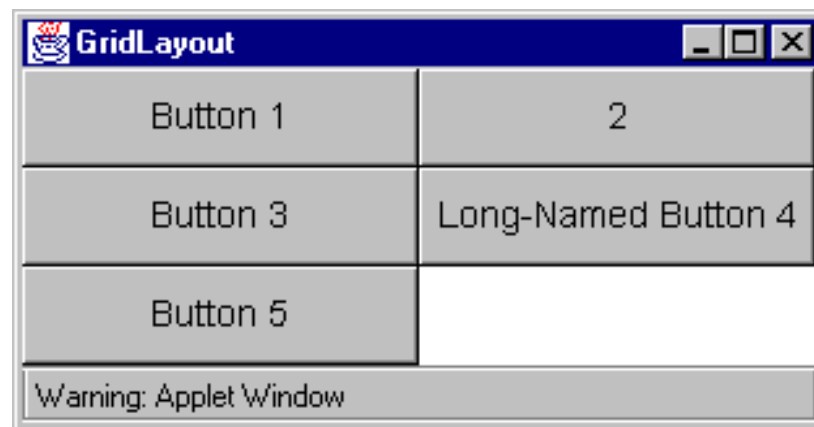 GridLayout
Button 1 2
Button 3 Long-Named Button 4
Button 5
Warning: Applet Window